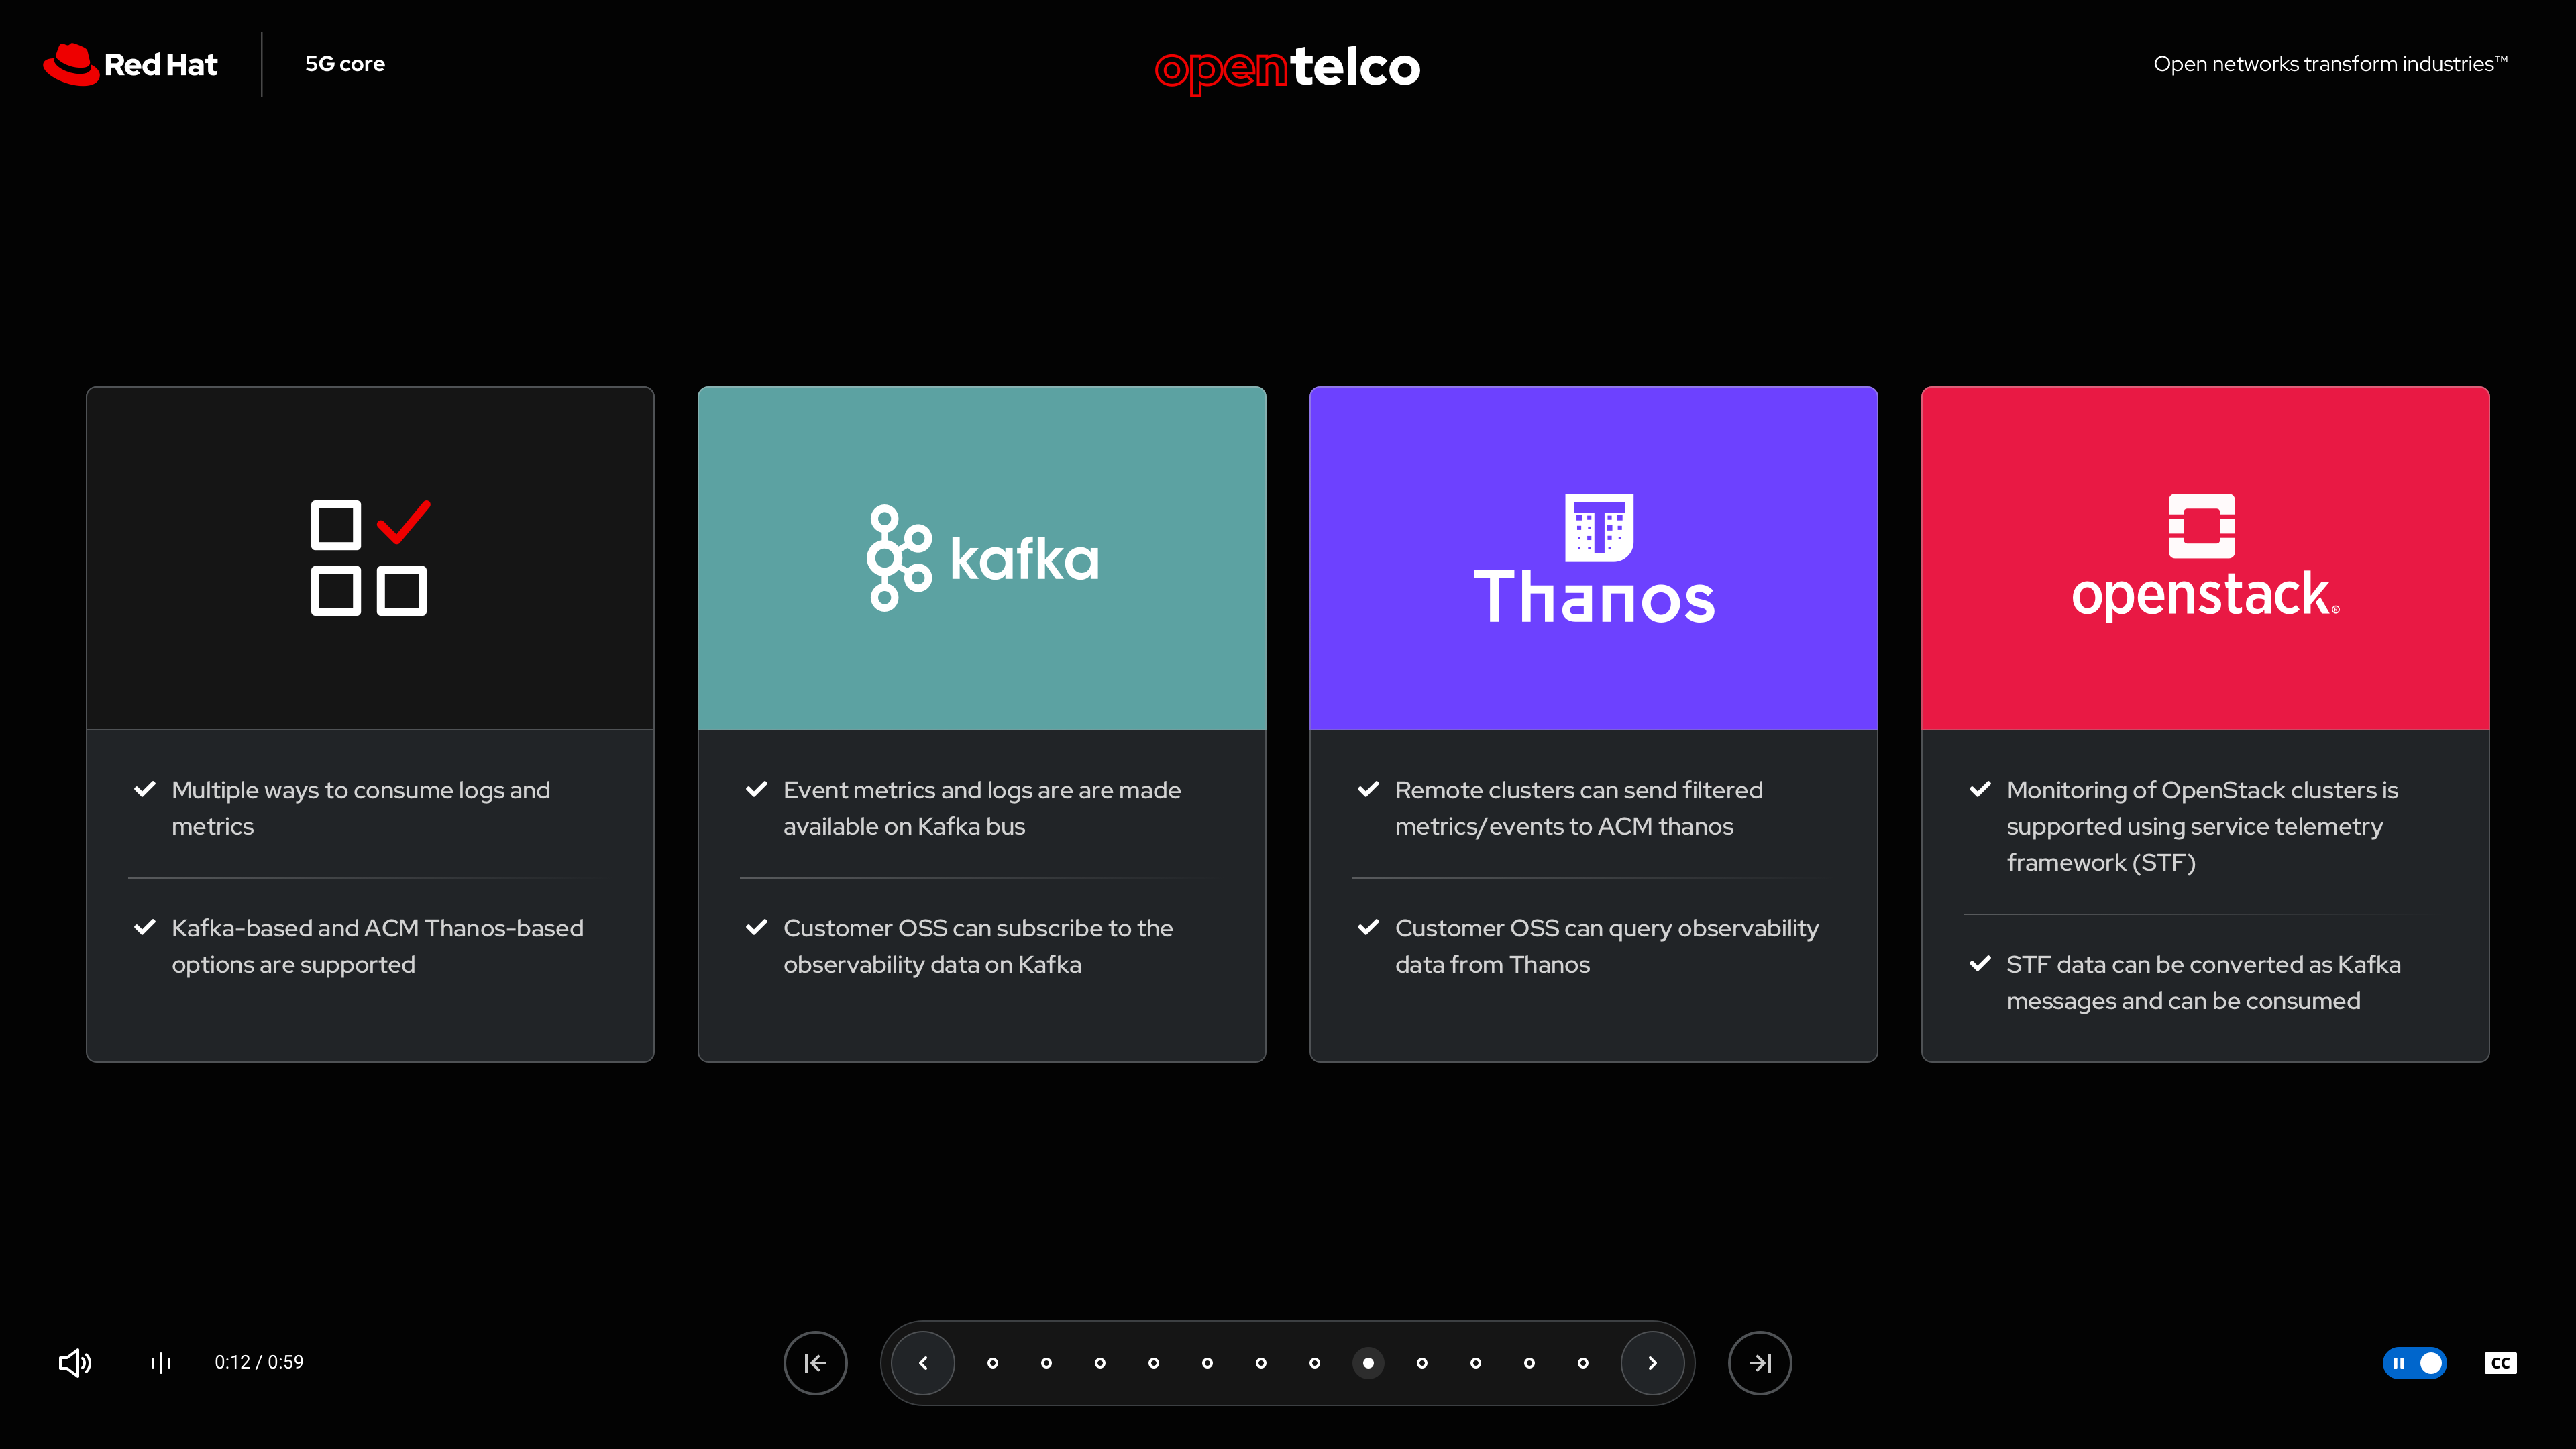 Red Hat
5G core
opentelco
Open networks transform industries™
kafka
Thanos
openstack®
Multiple ways to consume logs and
metrics
Kafka-based and ACM Thanos-based
options are supported
Event metrics and logs are are made
available on Kafka bus
Customer OSS can subscribe to the
observability data on Kafka
Remote clusters can send filtered
metrics/events to ACM thanos
Customer OSS can query observability
data from Thanos
Monitoring of OpenStack clusters is
supported using service telemetry
framework (STF)
STF data can be converted as Kafka
messages and can be consumed
0:12 / 0:59
CC